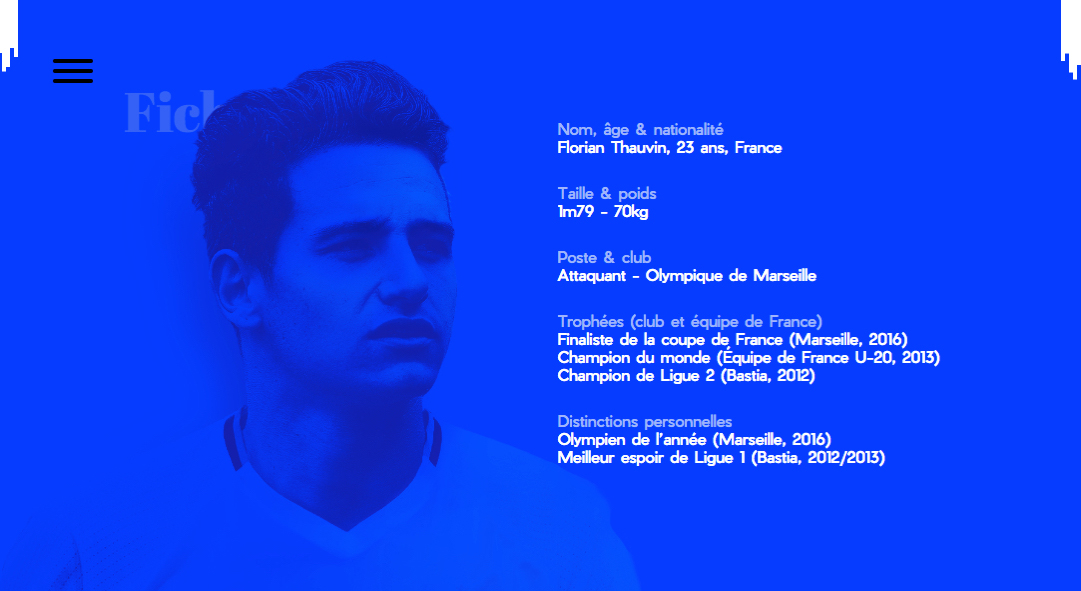 Nom, âge & nationalité
Florian Thauvin, 23 ans, France
Taille & poids
1m79 - 70kg
Poste & club
Attaquant - Olympique de Marseille
Trophées (club et équipe de France)
Finaliste de la coupe de France (Marseille, 2016)
Champion du monde (Équipe de France U-20, 2013)
Champion de Ligue 2 (Bastia, 2012)
Distinctions personnelles
Olympien de l'année (Marseille, 2016)
Meilleur espoir de Ligue 1 (Bastia, 2012/2013)